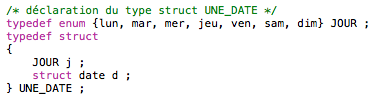 /* déclaration du type struct UNE_DATE */
typedef enum {lun, mar, mer, jeu, ven, sam, dim} JOUR ;
typedef struct
{
    JOUR j ;
    struct date d ;
} UNE_DATE ;